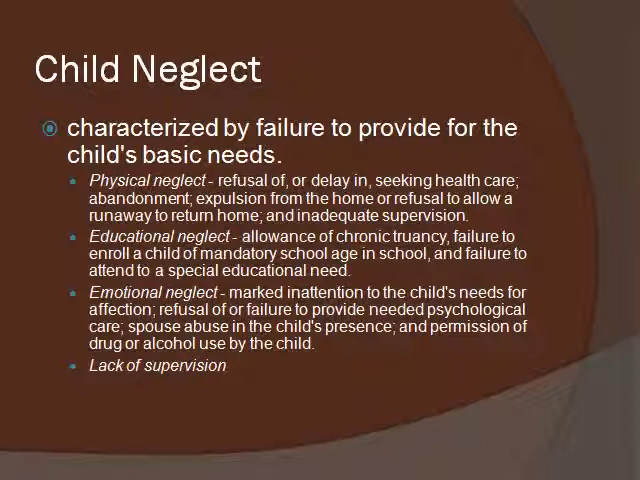 Child Neglect
characterized by failure to provide for the
child's basic needs.
Physical neglect - refusal of, or delay in, seeking health care;
abandonment; expulsion from the home or refusal to allow a
runaway to return home; and inadequate supervision.
Educational neglect - allowance of chronic truancy, failure to
enroll a child of mandatory school age in school, and failure to
attend to a special educational need.
Emotional neglect - marked inattention to the child's needs for
affection; refusal of or failure to provide needed psychological
care; spouse abuse in the child's presence; and permission of
drug or alcohol use by the child.
Lack of supervision